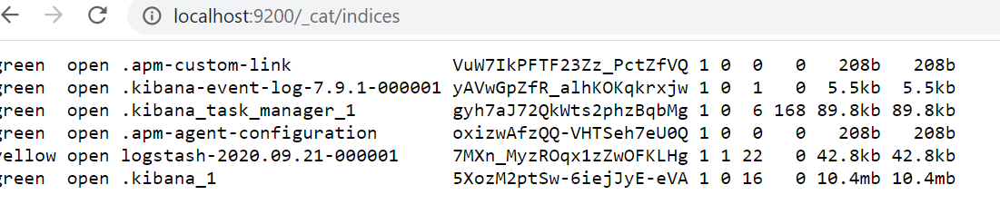 localhost:9200/_cat/indices
green open .apm-custom-link VuW7IkPFTF23Zz_PctZfVQ 1 0 0 0 208b 208b
green open .kibana-event-log-7.9.1-000001 yAVwGpZfR_alhKOKqkrxjw 1 0 1 0 5.5kb 5.5kb
green open .kibana_task_manager_1 gyh7aJ72QkWts2phzBqbMg 1 0 6 168 89.8kb 89.8kb
green open .apm-agent-configuration oxizwAfzQQ-VHTSeh7eU0Q 1 0 0 0 208b 208b
yellow open logstash-2020.09.21-000001 7MXn_MyzROqx1zZwOFKLHg 1 1 22 0 42.8kb 42.8kb
green open .kibana_1 5XozM2ptSw-6iejJyE-eVA 1 0 16 0 10.4mb 10.4mb